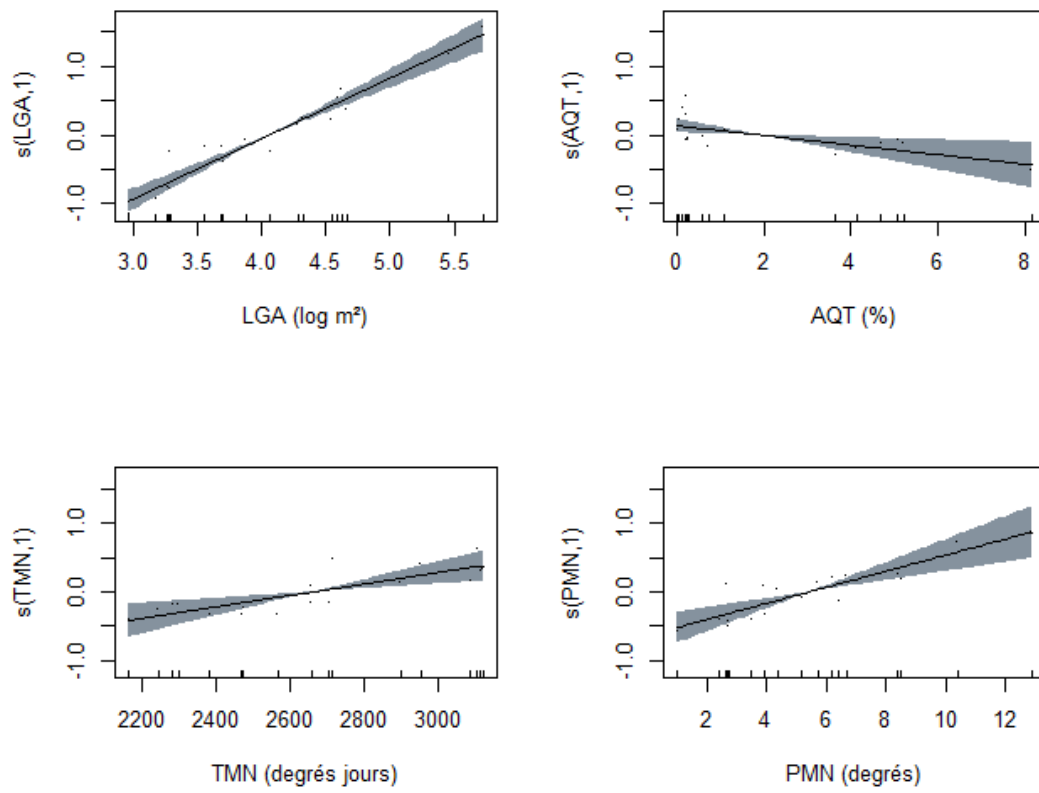 s(LGA,1)
1.0
0.0
-1.0
3.0 3.5 4.0 4.5 5.0 5.5
LGA (log m²)
s(AQT,1)
1.0
0.0
-1.0
0 2 4 6 8
AQT (%)
s(TMN,1)
1.0
0.0
-1.0
2200 2400 2600 2800 3000
TMN (degrés jours)
s(PMN,1)
1.0
0.0
-1.0
2 4 6 8 10 12
PMN (degrés)